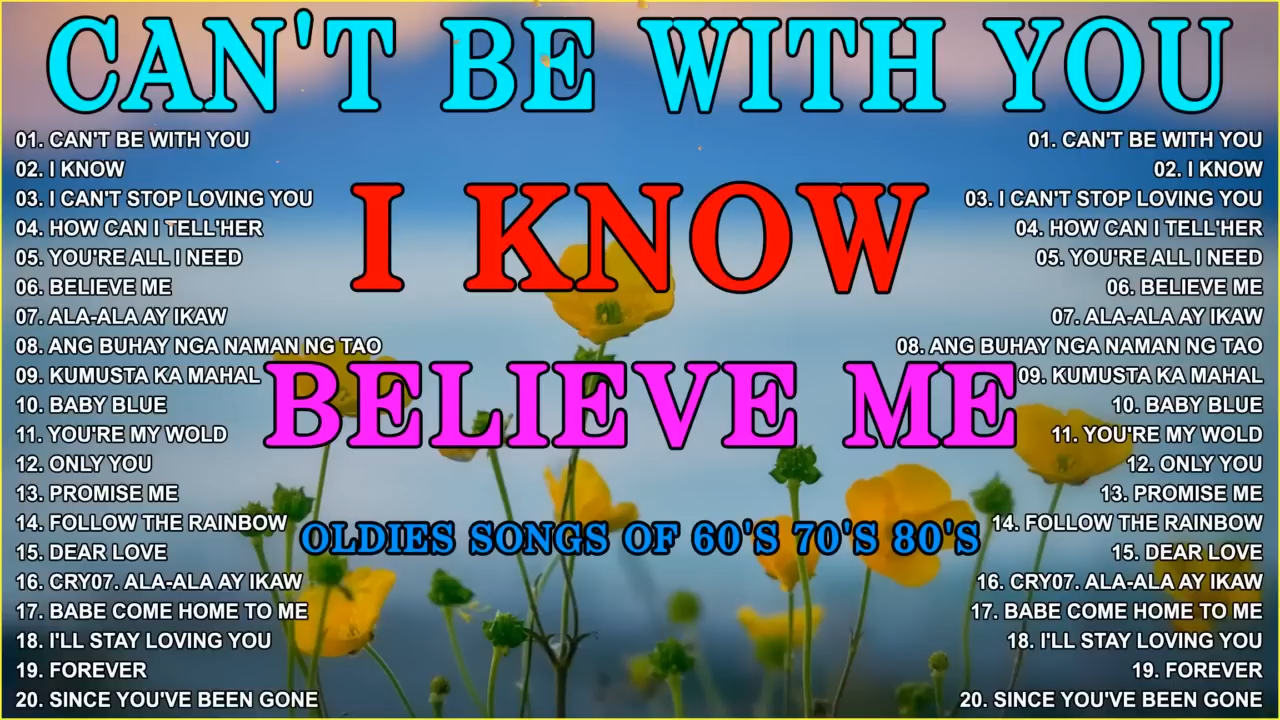 CAN'T BE WITH YOU
I KNOW
BELIEVE ME
OLDIES SONGS OF 60'S 70'S 80'S
01. CAN'T BE WITH YOU
02. I KNOW
03. I CAN'T STOP LOVING YOU
04. HOW CAN I TELL'HER
05. YOU'RE ALL I NEED
06. BELIEVE ME
07. ALA-ALA AY IKAW
08. ANG BUHAY NGA NAMAN NG TAO
09. KUMUSTA KA MAHAL
10. BABY BLUE
11. YOU'RE MY WOLD
12. ONLY YOU
13. PROMISE ME
14. FOLLOW THE RAINBOW
15. DEAR LOVE
16. CRY07. ALA-ALA AY IKAW
17. BABE COME HOME TO ME
18. I'LL STAY LOVING YOU
19. FOREVER
20. SINCE YOU'VE BEEN GONE
01. CAN'T BE WITH YOU
02. I KNOW
03. I CAN'T STOP LOVING YOU
04. HOW CAN I TELL'HER
05. YOU'RE ALL I NEED
06. BELIEVE ME
07. ALA-ALA AY IKAW
08. ANG BUHAY NGA NAMAN NG TAO
09. KUMUSTA KA MAHAL
10. BABY BLUE
11. YOU'RE MY WOLD
12. ONLY YOU
13. PROMISE ME
14. FOLLOW THE RAINBOW
15. DEAR LOVE
16. CRY07. ALA-ALA AY IKAW
17. BABE COME HOME TO ME
18. I'LL STAY LOVING YOU
19. FOREVER
20. SINCE YOU'VE BEEN GONE